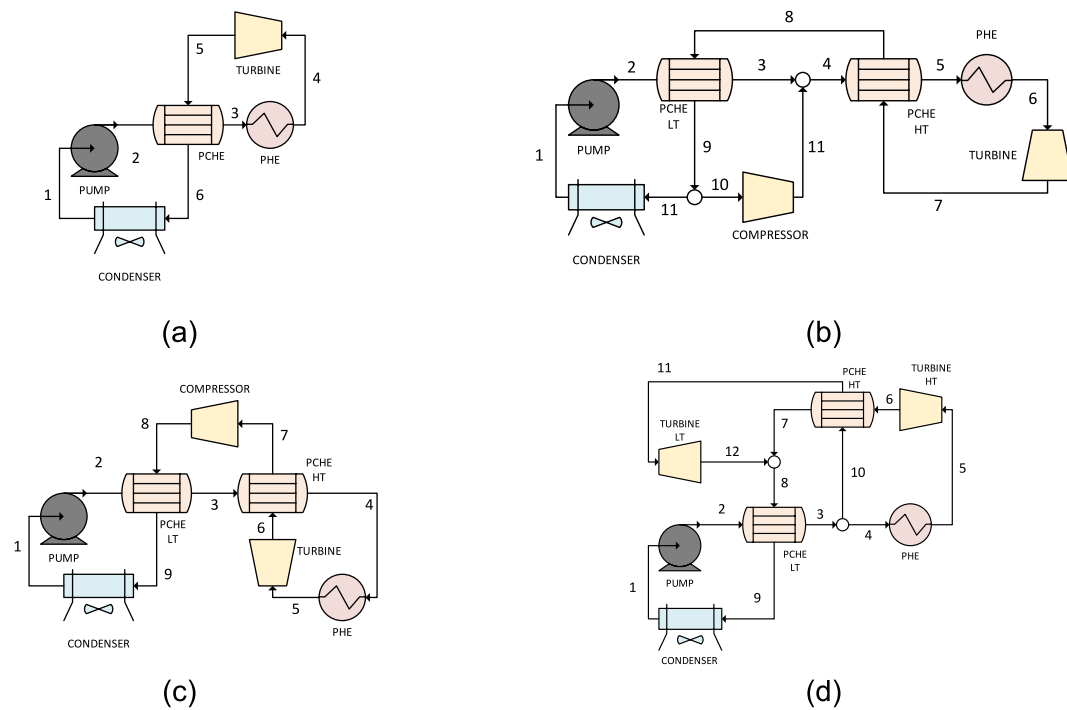 5
TURBINE
4
3
PCHE
PHE
2
PUMP
1
6
CONDENSER
(a)
8
PHE
2
3
4
5
6
PCHE
LT
PCHE
HT
PUMP
TURBINE
1
9
11
10
11
7
COMPRESSOR
CONDENSER
(b)
COMPRESSOR
8
7
2
PCHE
HT
3
4
PCHE
LT
6
1
PUMP
TURBINE
9
5
PHE
CONDENSER
(c)
11
PCHE
HT
TURBINE
HT
6
7
TURBINE
LT
12
10
5
8
2
3
4
PHE
PCHE
LT
PUMP
1
9
CONDENSER
(d)